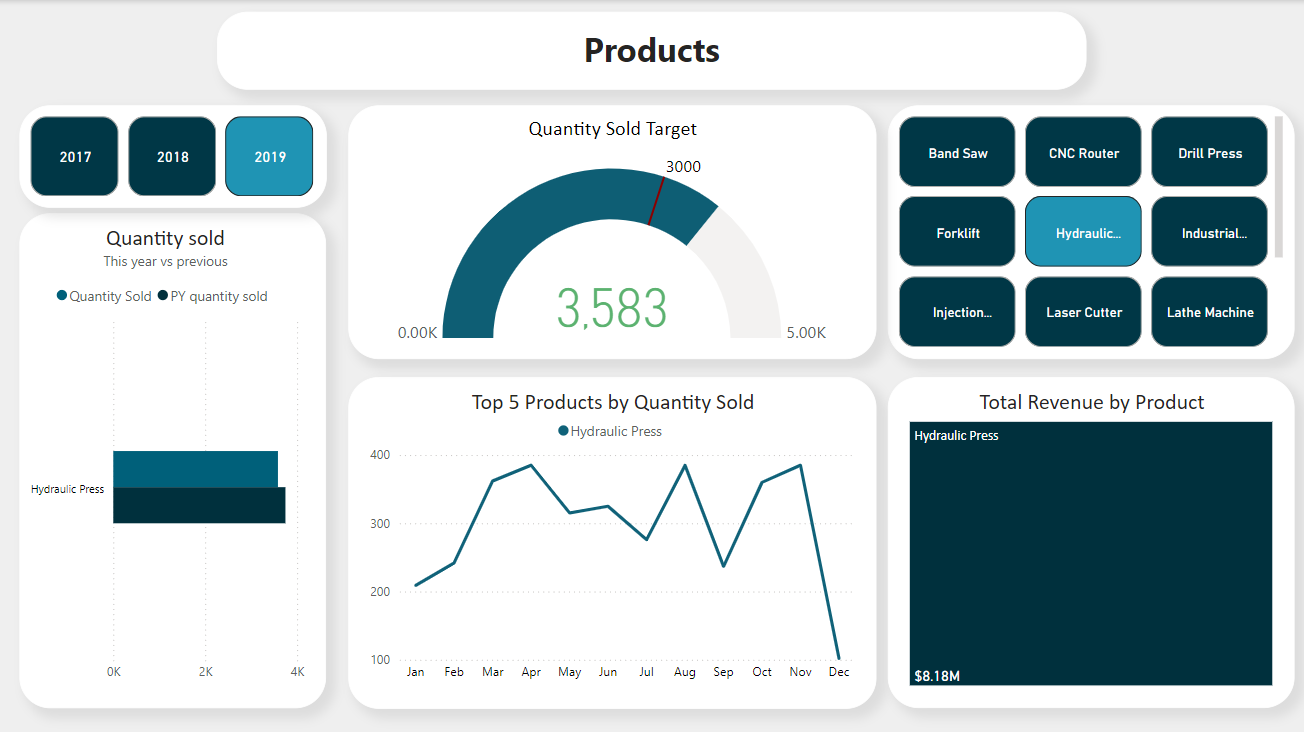 Products
2017
2018
2019
Quantity sold
This year vs previous
Quantity Sold
PY quantity sold
Hydraulic Press
0K
2K
4K
Quantity Sold Target
3000
3,583
0.00K
5.00K
Band Saw
CNC Router
Drill Press
Forklift
Hydraulic...
Industrial...
Injection...
Laser Cutter
Lathe Machine
Top 5 Products by Quantity Sold
Hydraulic Press
400
300
200
100
Jan Feb Mar Apr May Jun Jul Aug Sep Oct Nov Dec
Total Revenue by Product
Hydraulic Press
$8.18M